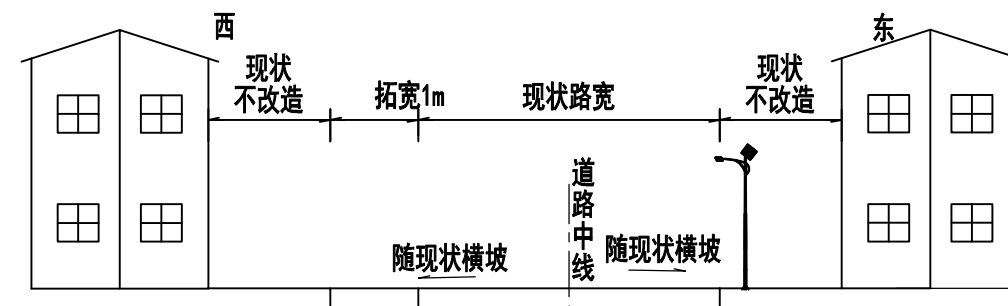 西
东
现状
不改造
拓宽1m
现状路宽
现状
不改造
道路中线
随现状横坡
随现状横坡